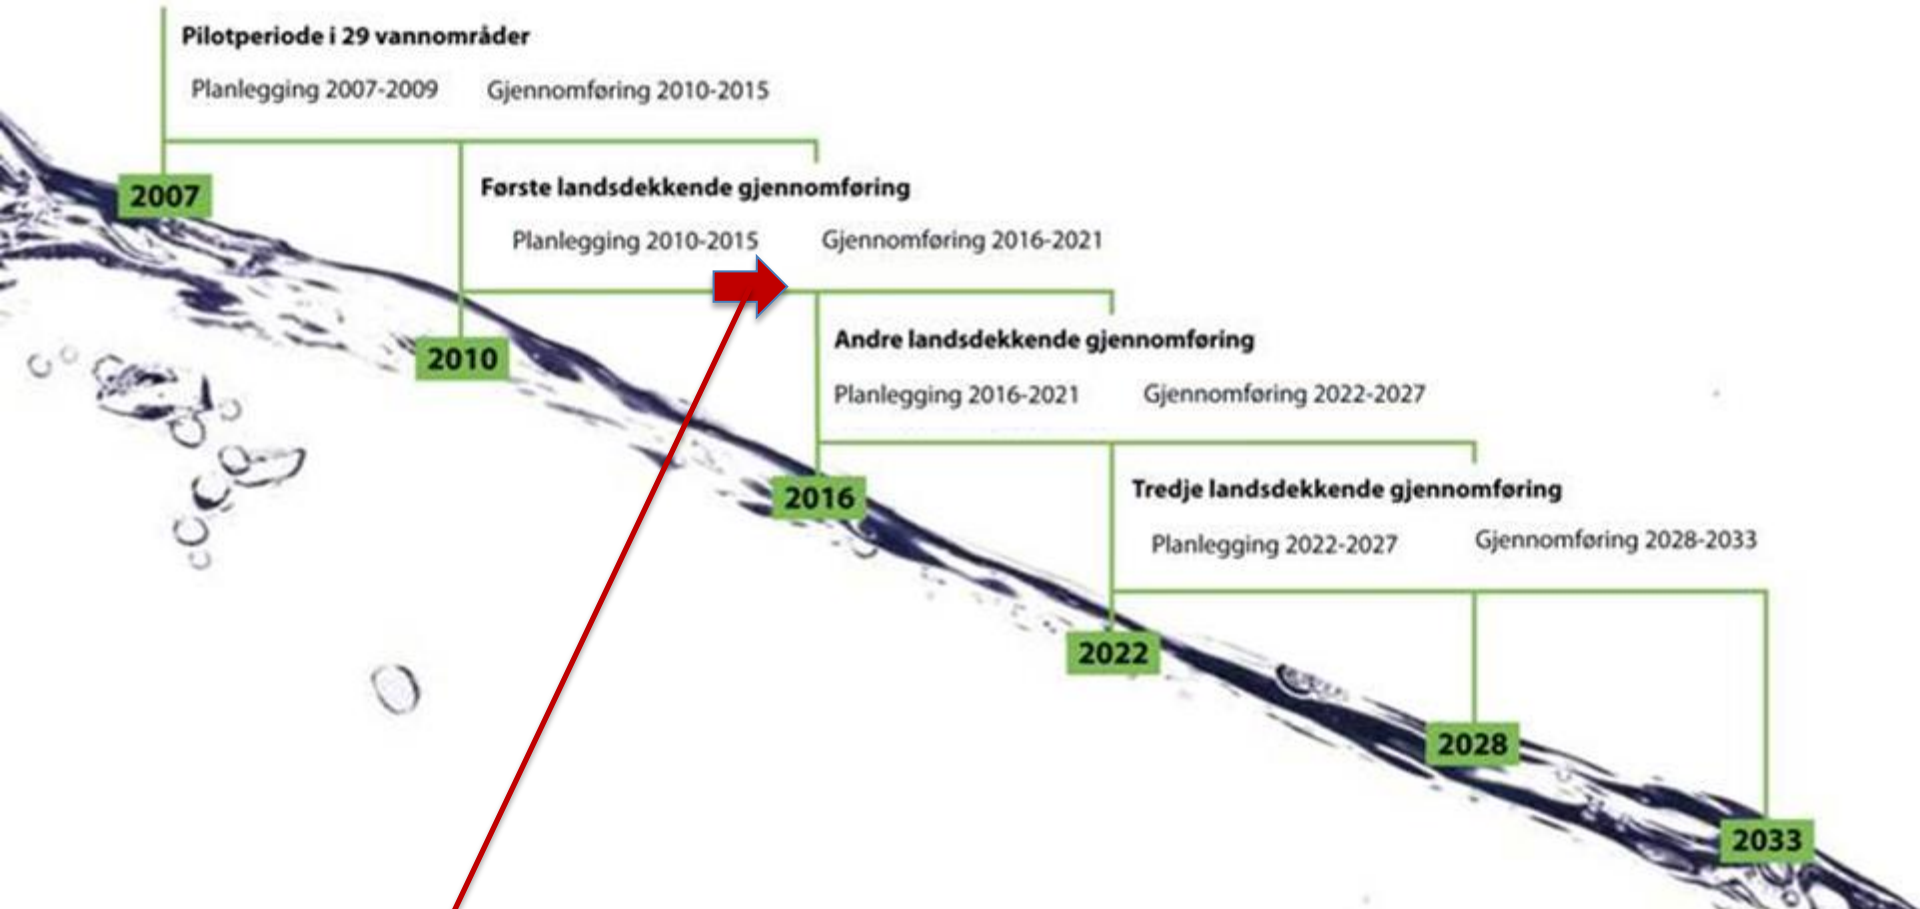 Pilotperiode i 29 vannområder
Planlegging 2007-2009 Gjennomføring 2010-2015
2007
Første landsdekkende gjennomføring
Planlegging 2010-2015 Gjennomføring 2016-2021
2010
Andre landsdekkende gjennomføring
Planlegging 2016-2021 Gjennomføring 2022-2027
2016
Tredje landsdekkende gjennomføring
Planlegging 2022-2027 Gjennomføring 2028-2033
2022
2028
2033